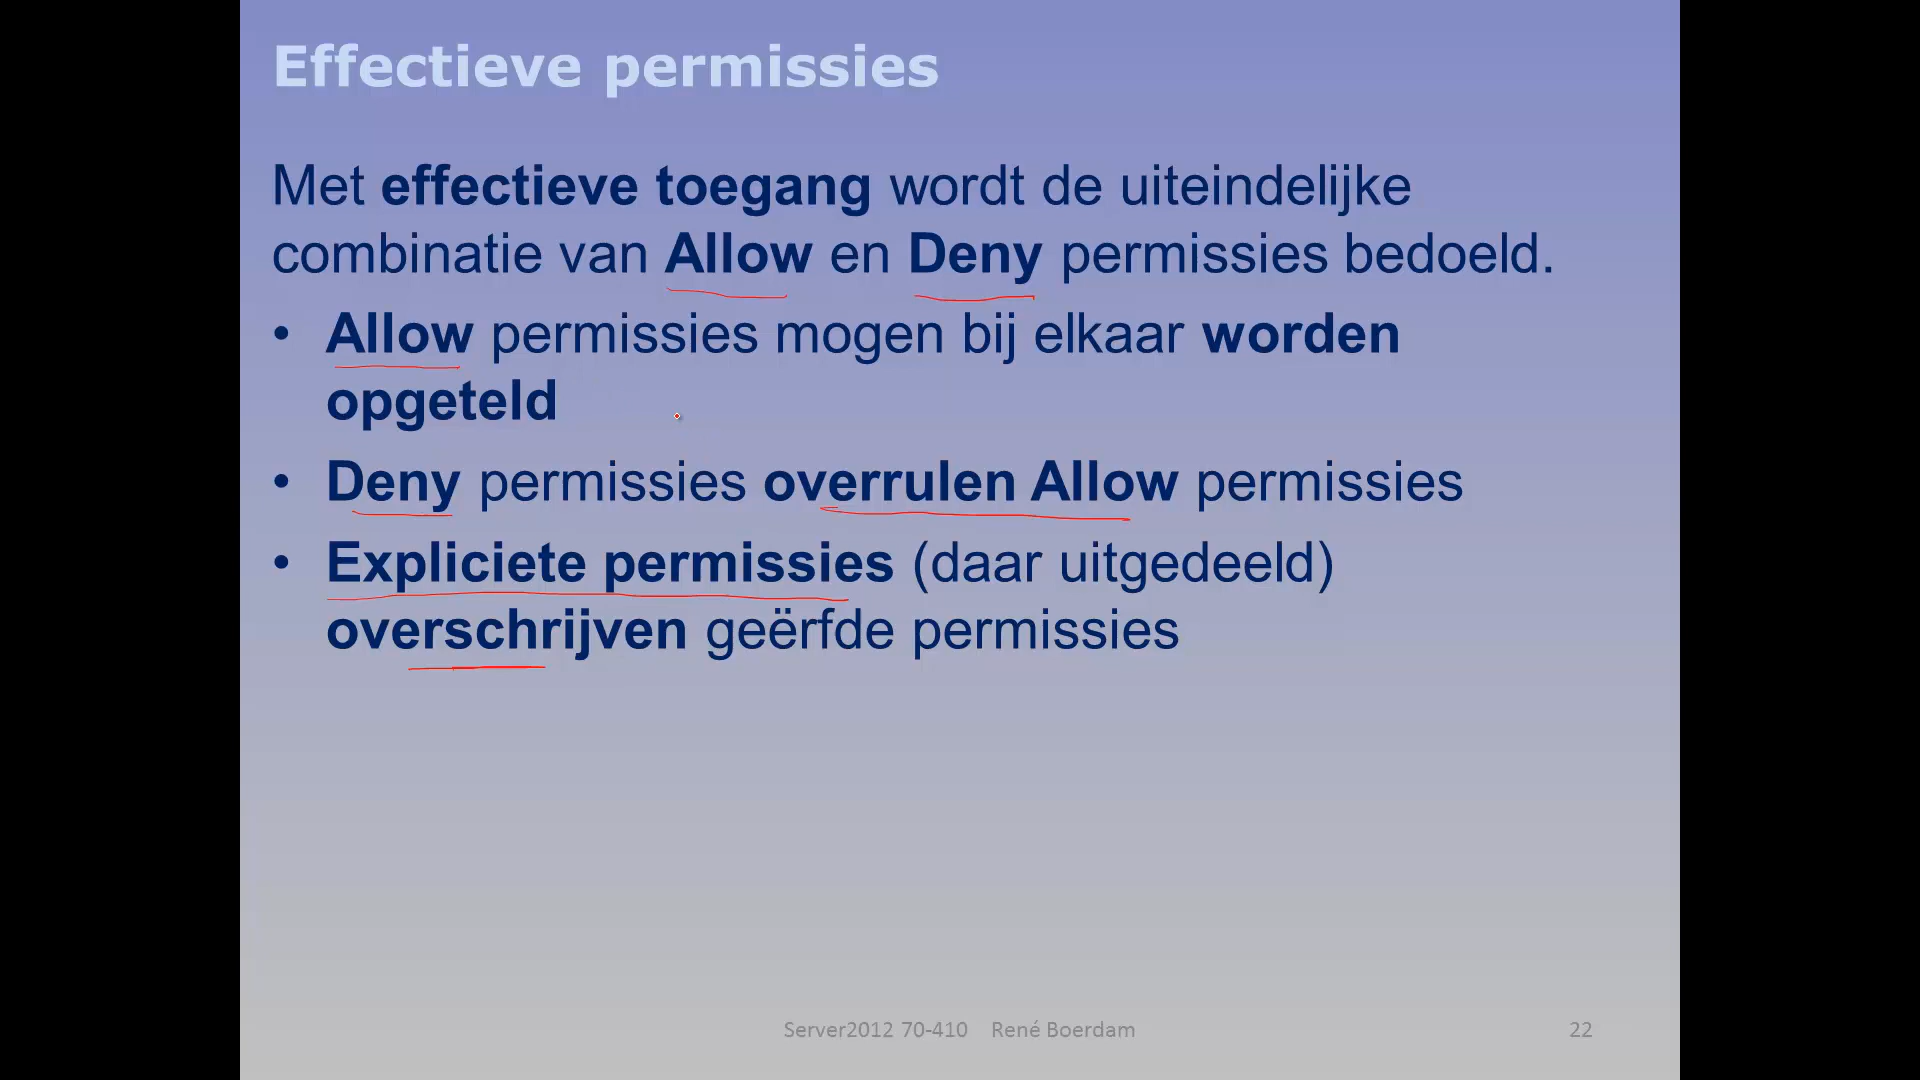 Effectieve permissies
Met effectieve toegang wordt de uiteindelijke
combinatie van Allow en Deny permissies bedoeld.
• Allow permissies mogen bij elkaar worden
opgeteld
• Deny permissies overrulen Allow permissies
• Expliciete permissies (daar uitgedeeld)
overschrijven geërfde permissies
Server2012 70-410 René Boerdam 22